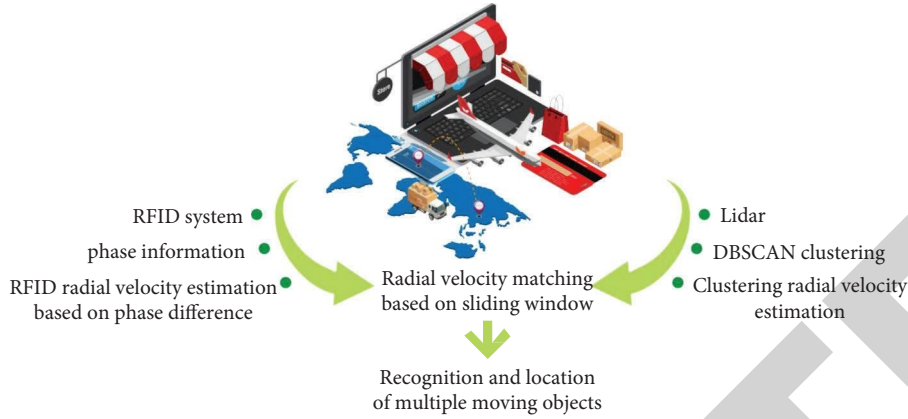 Store
RFID system
phase information
RFID radial velocity estimation
based on phase difference
Radial velocity matching
based on sliding window
Lidar
DBSCAN clustering
Clustering radial velocity
estimation
Recognition and location
of multiple moving objects